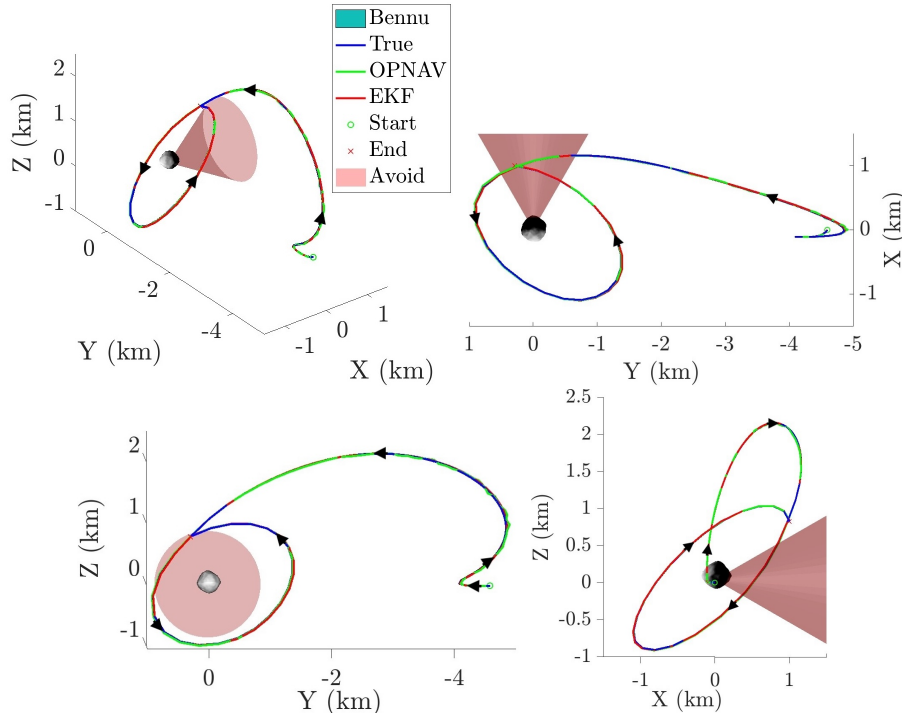 Bennu
True
OPNAV
EKF
Start
End
Avoid
Z (km)
2
1
0
-1
0
-2
-4
Y (km)
-1
0
1
X (km)
1
0
-1
X (km)
1
0
-1
-2
-3
-4
-5
Y (km)
Z (km)
2
1
0
-1
0
-2
-4
Y (km)
Z (km)
2.5
2
1.5
1
0.5
0
-0.5
-1
-1
0
1
X (km)